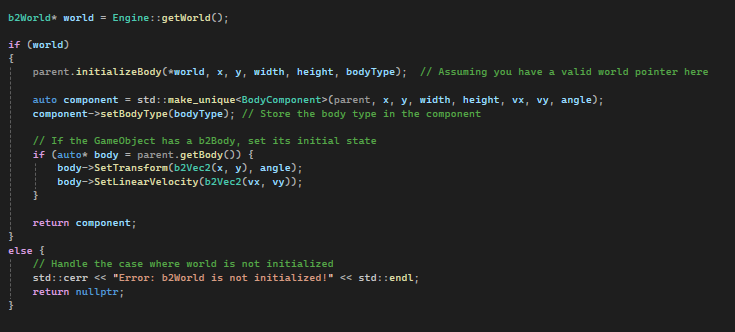 b2World* world = Engine::getWorld();
if (world)
{
parent.initializeBody(*world, x, y, width, height, bodyType);  // Assuming you have a valid world pointer here
auto component = std::make_unique<BodyComponent>(parent, x, y, width, height, vx, vy, angle);
component->setBodyType(bodyType); // Store the body type in the component
// If the GameObject has a b2Body, set its initial state
if (auto* body = parent.getBody()) {
body->SetTransform(b2Vec2(x, y), angle);
body->SetLinearVelocity(b2Vec2(vx, vy));
}
return component;
}
else {
// Handle the case where world is not initialized
std::cerr << "Error: b2World is not initialized!" << std::endl;
return nullptr;
}